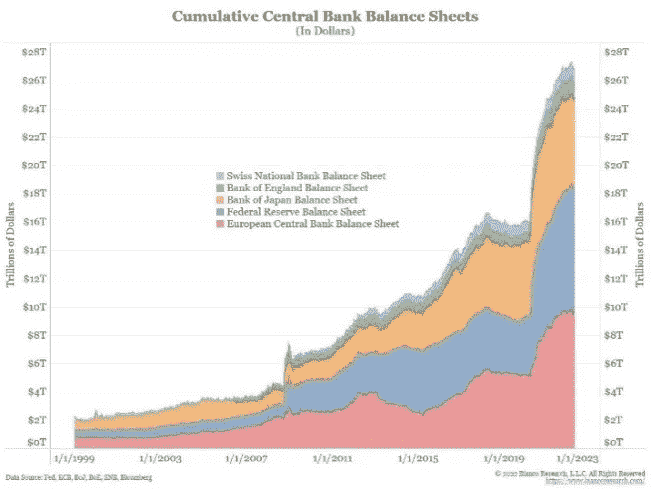 Cumulative Central Bank Balance Sheets
(In Dollars)
$28T $28T
$26T $26T
$24T $24T
$22T $22T
$20T $20T
$18T $18T
$16T $16T
$14T $14T
$12T $12T
$10T $10T
$8T $8T
$6T $6T
$4T $4T
$2T $2T
$0T $0T
Trillions of Dollars
Trillions of Dollars
Swiss National Bank Balance Sheet
Bank of England Balance Sheet
Bank of Japan Balance Sheet
Federal Reserve Balance Sheet
European Central Bank Balance Sheet
1/1/1999 1/1/2003 1/1/2007 1/1/2011 1/1/2015 1/1/2019 1/1/2023
Data Source: Fed, ECB, BoJ, BoE, SNB, Bloomberg
Bianco Research, L.L.C. All Rights Reserved